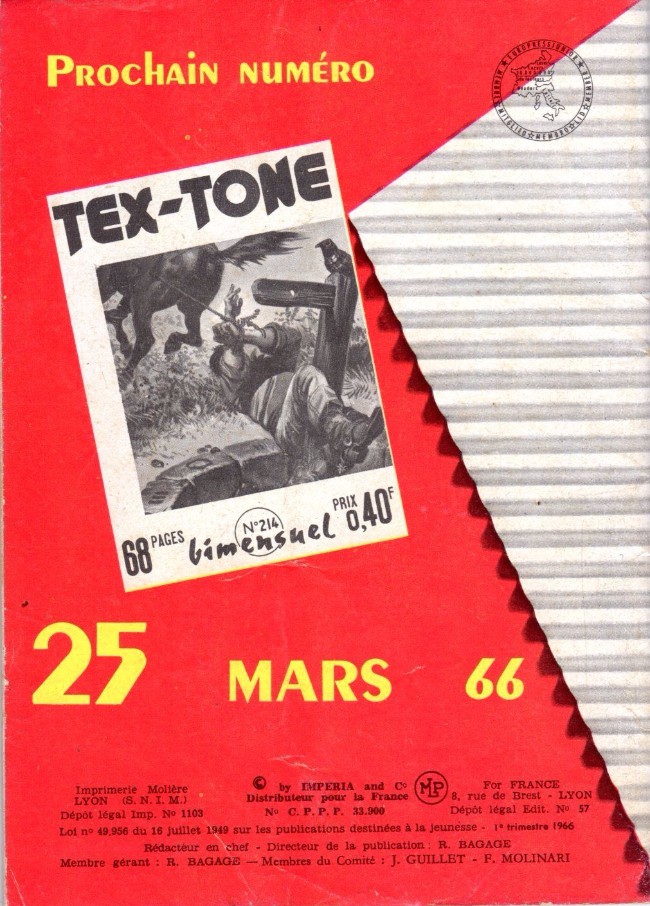 PROCHAIN NUMÉRO
EUROPRESSJUNIOR
TEX-TONE
68 PAGES
N° 214
bimensuel
PRIX
0,40F
25 MARS 66
Imprimerie Molière
LYON (S. N. I. M.)
Dépôt légal Imp. No 1103
© by IMPERIA and Co
Distributeur pour la France
No C. P. P. P. 33.900
MLP
For FRANCE
8, rue de Brest - LYON
Dépôt légal Edit. No 57
Loi no 49,956 du 16 juillet 1949 sur les publications destinées à la jeunesse - 1e trimestre 1966
Rédacteur en chef - Directeur de la publication : R. BAGAGE
Membre gérant : R. BAGAGE — Membres du Comité : J. GUILLET - F. MOLINARI